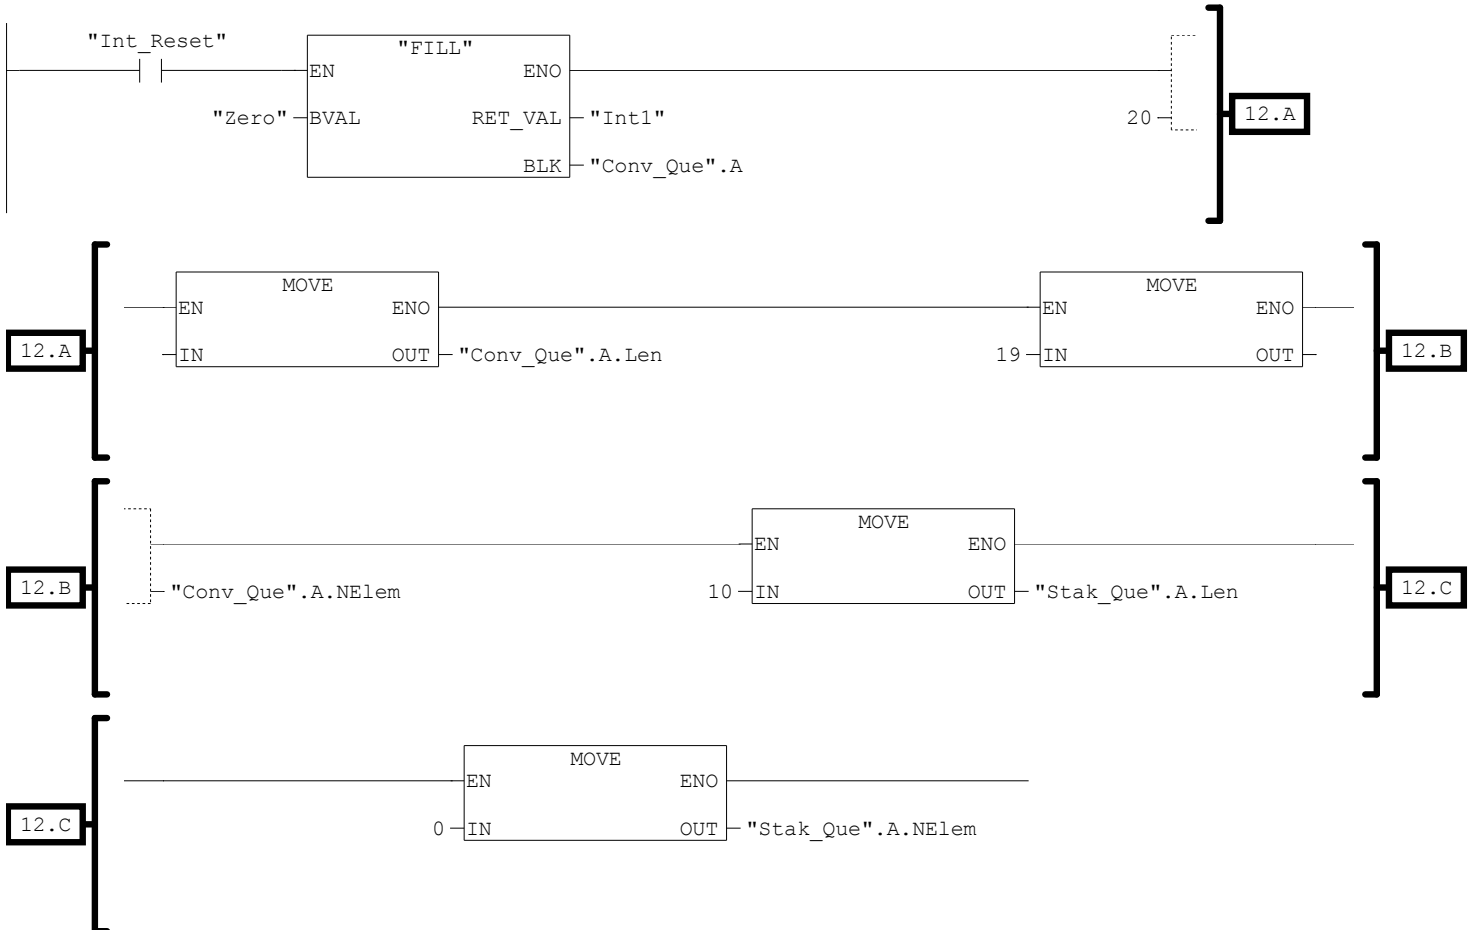 "Int_Reset"
"FILL"
EN ENO
"Zero" BVAL RET_VAL "Int1" 20 12.A
BLK "Conv_Que".A
MOVE MOVE
EN ENO EN ENO
12.A IN OUT "Conv_Que".A.Len 19 IN OUT 12.B
MOVE
EN ENO
12.B "Conv_Que".A.NElem 10 IN OUT "Stak_Que".A.Len 12.C
MOVE
EN ENO
12.C 0 IN OUT "Stak_Que".A.NElem